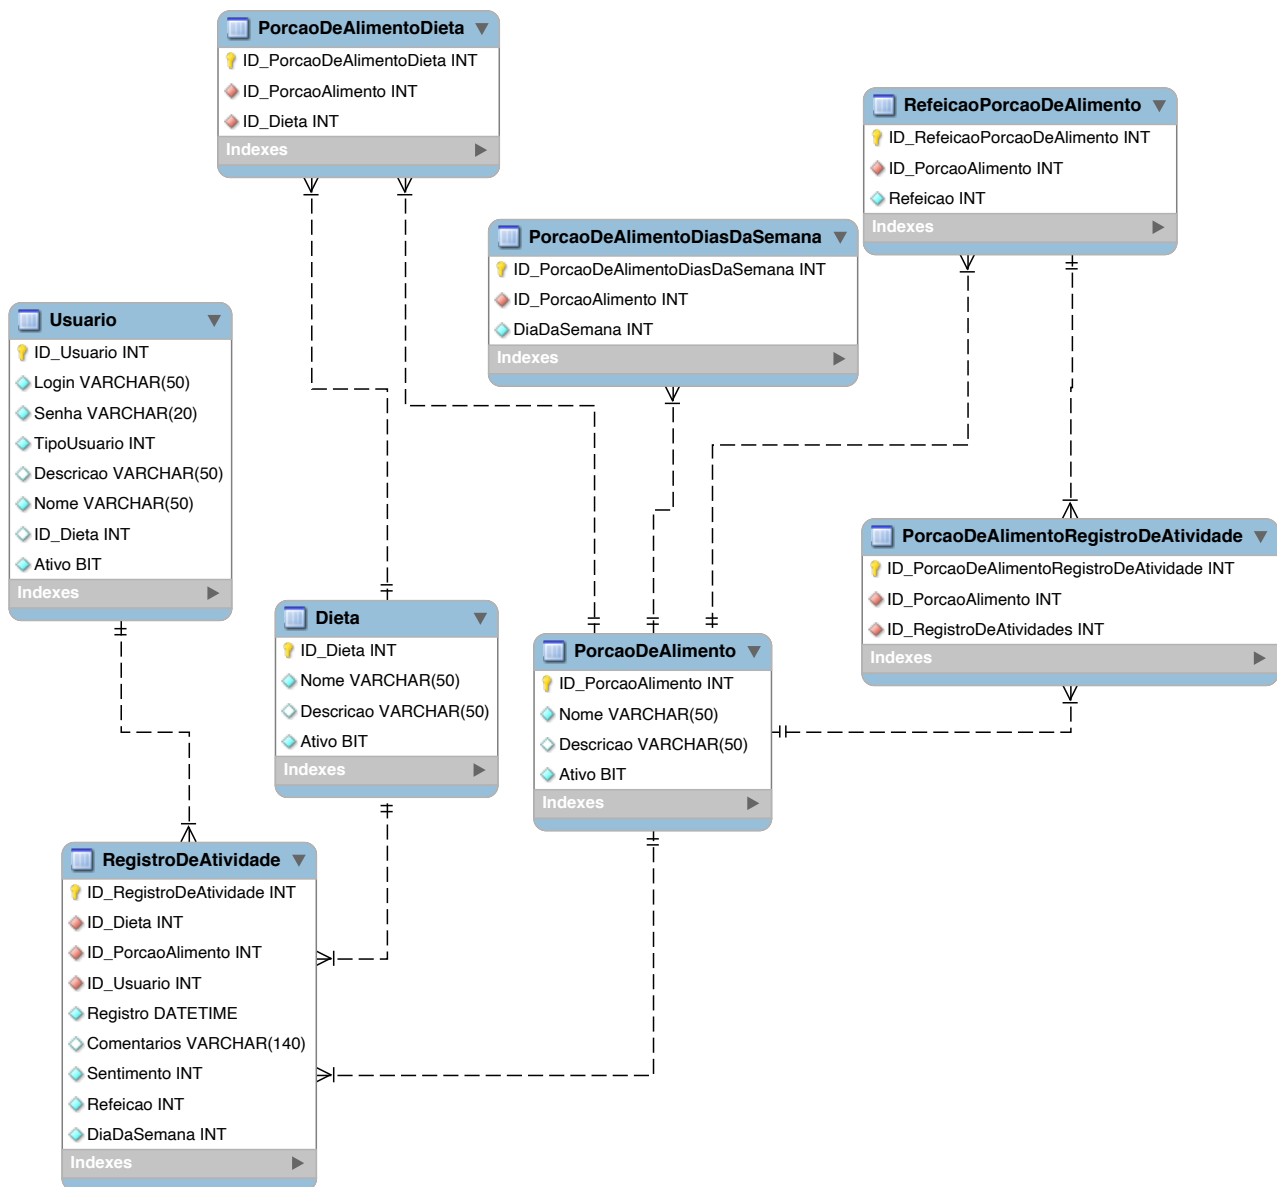 PorcaoDeAlimentoDieta
ID_PorcaoDeAlimentoDieta INT
ID_PorcaoAlimento INT
ID_Dieta INT
Indexes
RefeicaoPorcaoDeAlimento
ID_RefeicaoPorcaoDeAlimento INT
ID_PorcaoAlimento INT
Refeicao INT
Indexes
PorcaoDeAlimentoDiasDaSemana
ID_PorcaoDeAlimentoDiasDaSemana INT
ID_PorcaoAlimento INT
DiaDaSemana INT
Indexes
Usuario
ID_Usuario INT
Login VARCHAR(50)
Senha VARCHAR(20)
TipoUsuario INT
Descricao VARCHAR(50)
Nome VARCHAR(50)
ID_Dieta INT
Ativo BIT
Indexes
PorcaoDeAlimentoRegistroDeAtividade
ID_PorcaoDeAlimentoRegistroDeAtividade INT
ID_PorcaoAlimento INT
ID_RegistroDeAtividades INT
Indexes
Dieta
ID_Dieta INT
Nome VARCHAR(50)
Descricao VARCHAR(50)
Ativo BIT
Indexes
PorcaoDeAlimento
ID_PorcaoAlimento INT
Nome VARCHAR(50)
Descricao VARCHAR(50)
Ativo BIT
Indexes
RegistroDeAtividade
ID_RegistroDeAtividade INT
ID_Dieta INT
ID_PorcaoAlimento INT
ID_Usuario INT
Registro DATETIME
Comentarios VARCHAR(140)
Sentimento INT
Refeicao INT
DiaDaSemana INT
Indexes